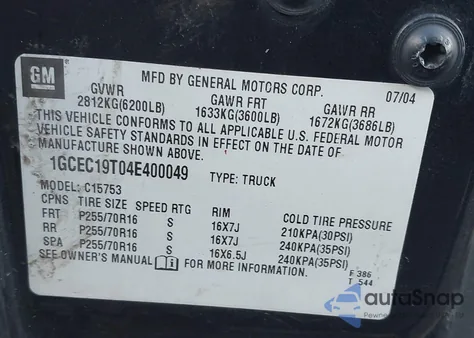 GM
MFD BY GENERAL MOTORS CORP. 07/04
GVWR GAWR FRT GAWR RR
2812KG(6200LB) 1633KG(3600LB) 1672KG(3686LB)
THIS VEHICLE CONFORMS TO ALL APPLICABLE U.S. FEDERAL MOTOR
VEHICLE SAFETY STANDARDS IN EFFECT ON THE DATE OF
MANUFACTURE SHOWN ABOVE.
1GCEC19T04E400049 TYPE: TRUCK
MODEL: C15753
CPNS TIRE SIZE SPEED RTG RIM COLD TIRE PRESSURE
FRT P255/70R16 S 16X7J 210KPA(30PSI)
RR P255/70R16 S 16X7J 240KPA(35PSI)
SPA P255/70R16 S 16X6.5J 240KPA(35PSI)
SEE OWNER'S MANUAL FOR MORE INFORMATION.
T 544
autoSnap